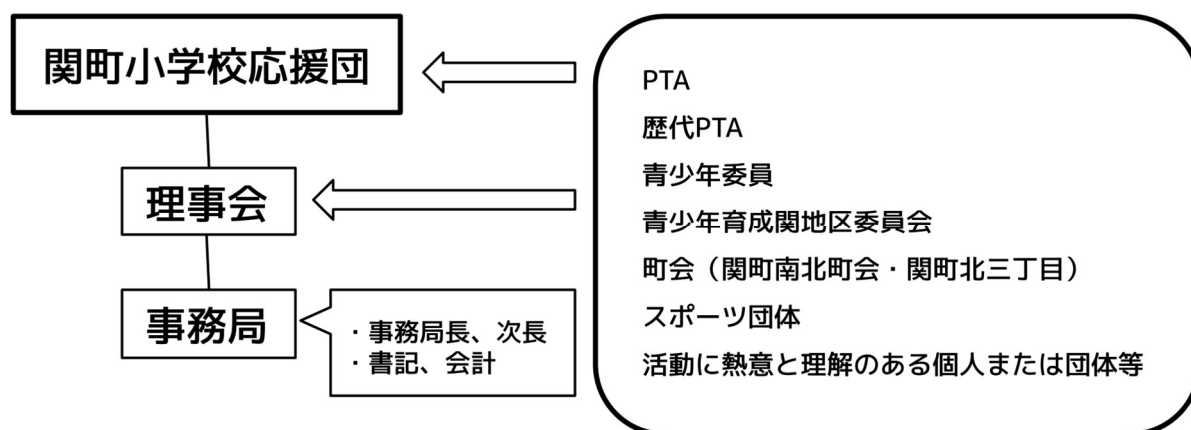 関町小学校応援団
理事会
事務局
・事務局長、次長
・書記、会計
PTA
歴代PTA
青少年委員
青少年育成関地区委員会
町会（関町南北町会・関町北三丁目）
スポーツ団体
活動に熱意と理解のある個人または団体等